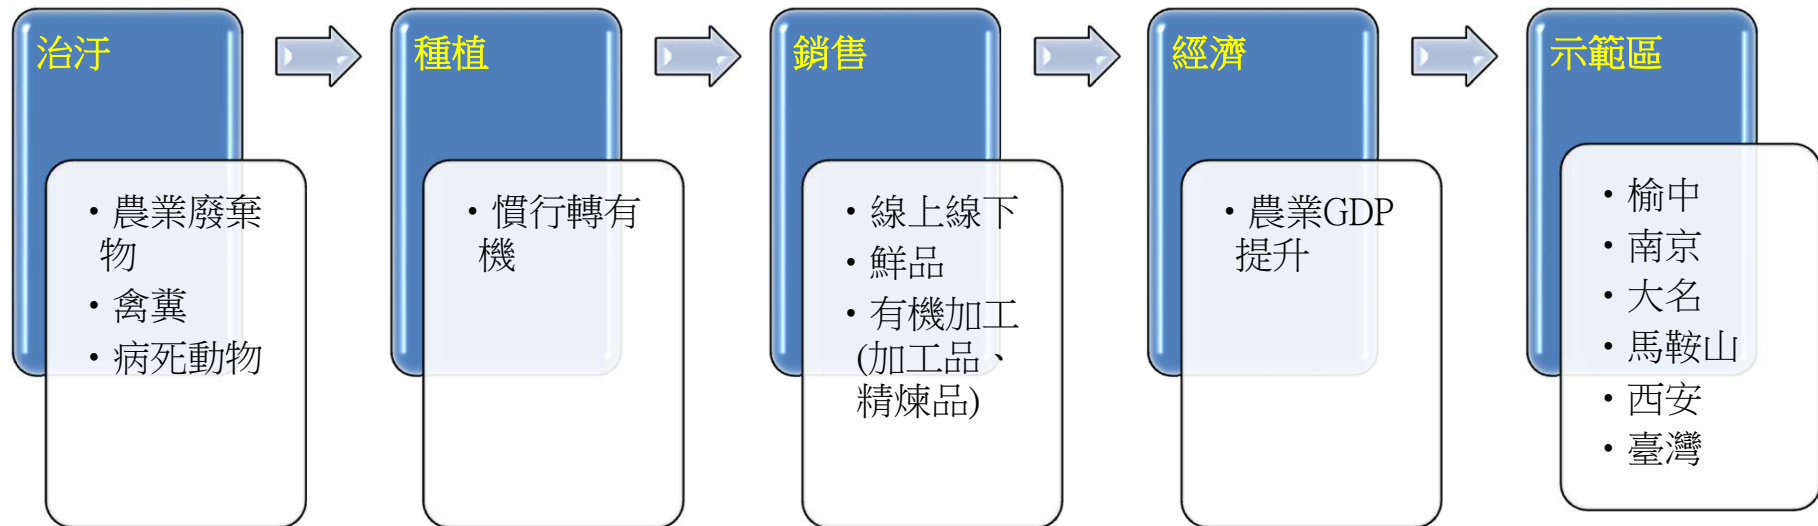 治汙
• 農業廢棄
物
• 禽糞
• 病死動物
種植
• 慣行轉有
機
銷售
• 線上線下
• 鮮品
• 有機加工
(加工品、
精煉品)
經濟
• 農業GDP
提升
示範區
• 榆中
• 南京
• 大名
• 馬鞍山
• 西安
• 臺灣